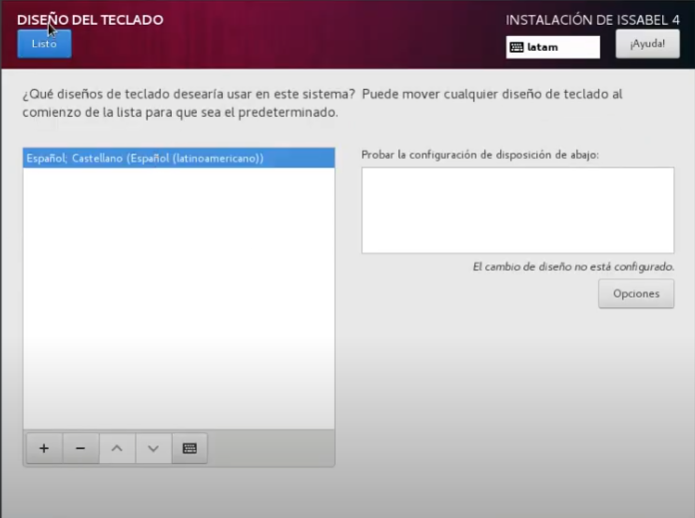 DISEÑO DEL TECLADO
INSTALACIÓN DE ISSABEL 4
Listo
latam
¡Ayuda!
¿Qué diseños de teclado desearía usar en este sistema? Puede mover cualquier diseño de teclado al
comienzo de la lista para que sea el predeterminado.
Español; Castellano (Español (latinoamericano))
Probar la configuración de disposición de abajo:
El cambio de diseño no está configurado.
Opciones